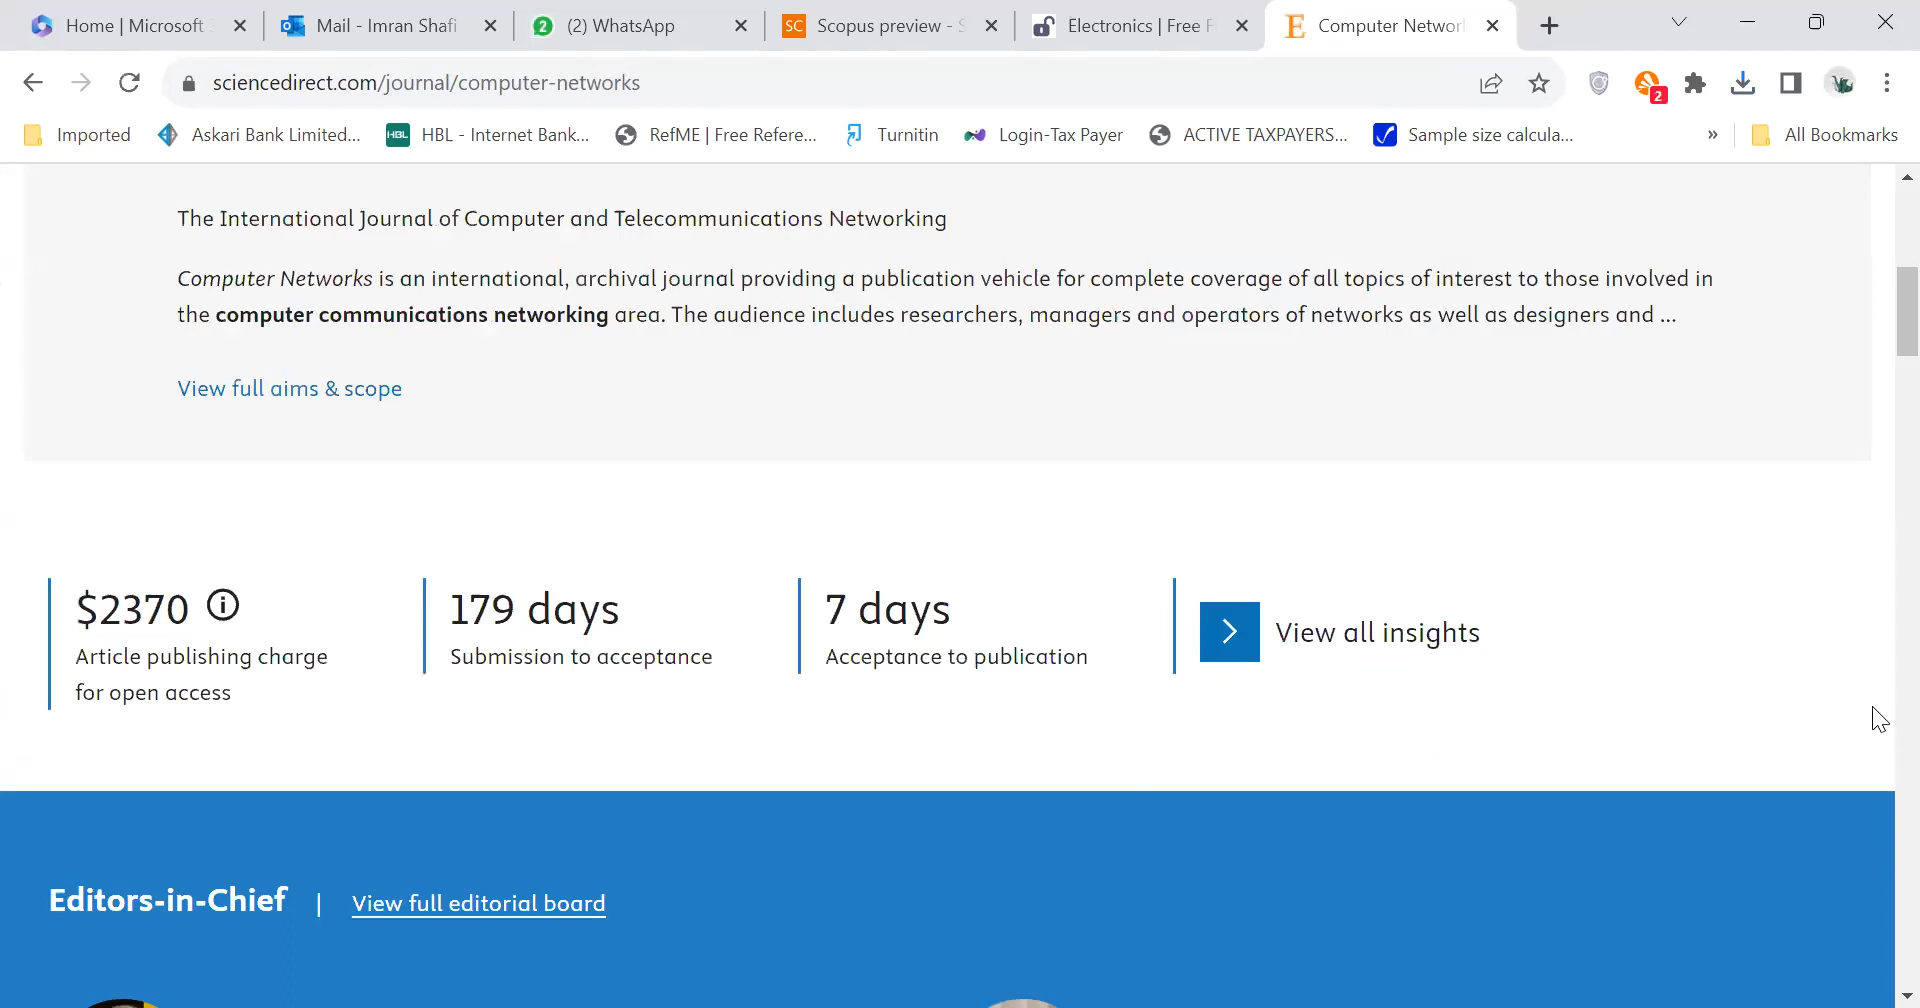 Home | Microsoft
Mail - Imran Shafi
2
(2) WhatsApp
SC
Scopus preview - S
Electronics | Free F
E
Computer Networ
sciencedirect.com/journal/computer-networks
2
Imported
Askari Bank Limited...
HBL
HBL - Internet Bank...
RefME | Free Refere...
Turnitin
Login-Tax Payer
ACTIVE TAXPAYERS...
Sample size calcula...
»
All Bookmarks
The International Journal of Computer and Telecommunications Networking
Computer Networks is an international, archival journal providing a publication vehicle for complete coverage of all topics of interest to those involved in
the computer communications networking area. The audience includes researchers, managers and operators of networks as well as designers and ...
View full aims & scope
$2370
Article publishing charge
for open access
179 days
Submission to acceptance
7 days
Acceptance to publication
View all insights
Editors-in-Chief | View full editorial board